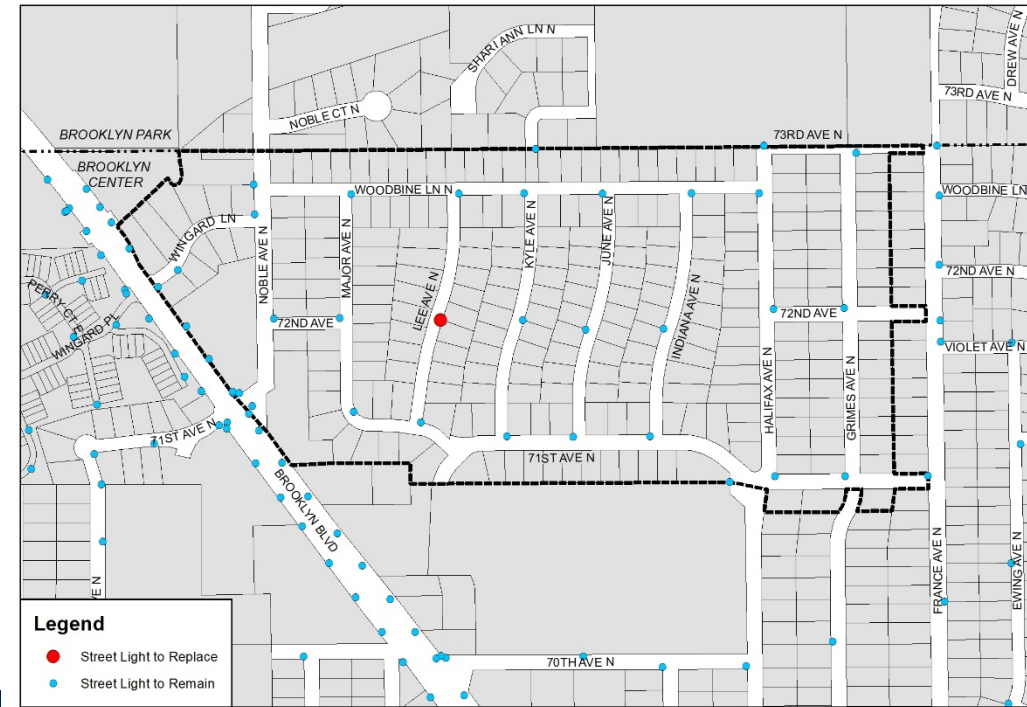 SHARI ANN LN N
DREW AVE N
73RD AVE N
NOBLE CT N
BROOKLYN PARK
73RD AVE N
BROOKLYN
CENTER
WOODBINE LN N
WOODBINE LN N
WINGARD LN
NOBLE AVE N
MAJOR AVE N
LEE AVE N
KYLE AVE N
JUNE AVE N
INDIANA AVE N
72ND AVE N
PERRY CT E
WINGARD PL
72ND AVE
72ND AVE
VIOLET AVE N
HALIFAX AVE N
GRIMES AVE N
71ST AVE N
71ST AVE N
BROOKLYN BLVD
FRANCE AVE N
EWING AVE N
VE N
70TH AVE N
Legend
Street Light to Replace
Street Light to Remain